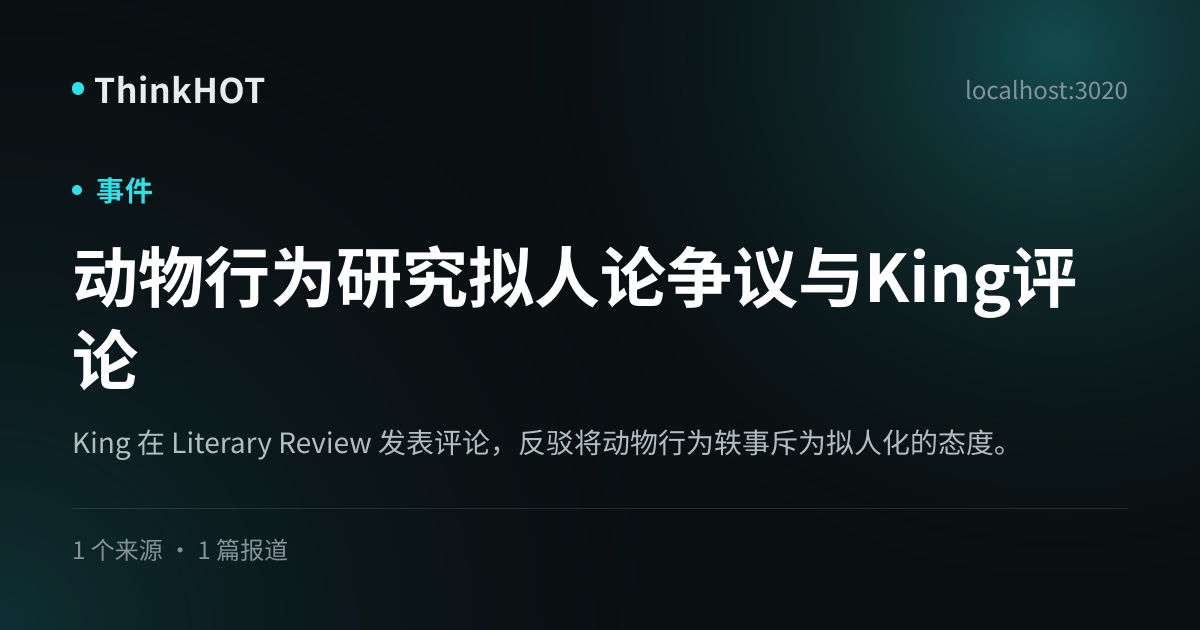 ThinkHOT
localhost:3020
事件
动物行为研究拟人论争议与King评
论
King 在 Literary Review 发表评论，反驳将动物行为轶事斥为拟人化的态度。
1 个来源 · 1 篇报道